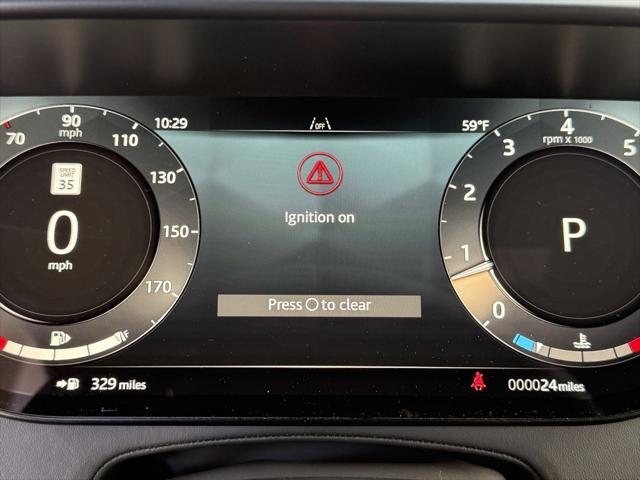 90
mph
70
110
130
150
170
SPEED
LIMIT
35
0
mph
F
10:29
OFF
59°F
Ignition on
Press ○ to clear
4
rpm x 1000
3
5
2
1
0
P
329 miles
000024 miles